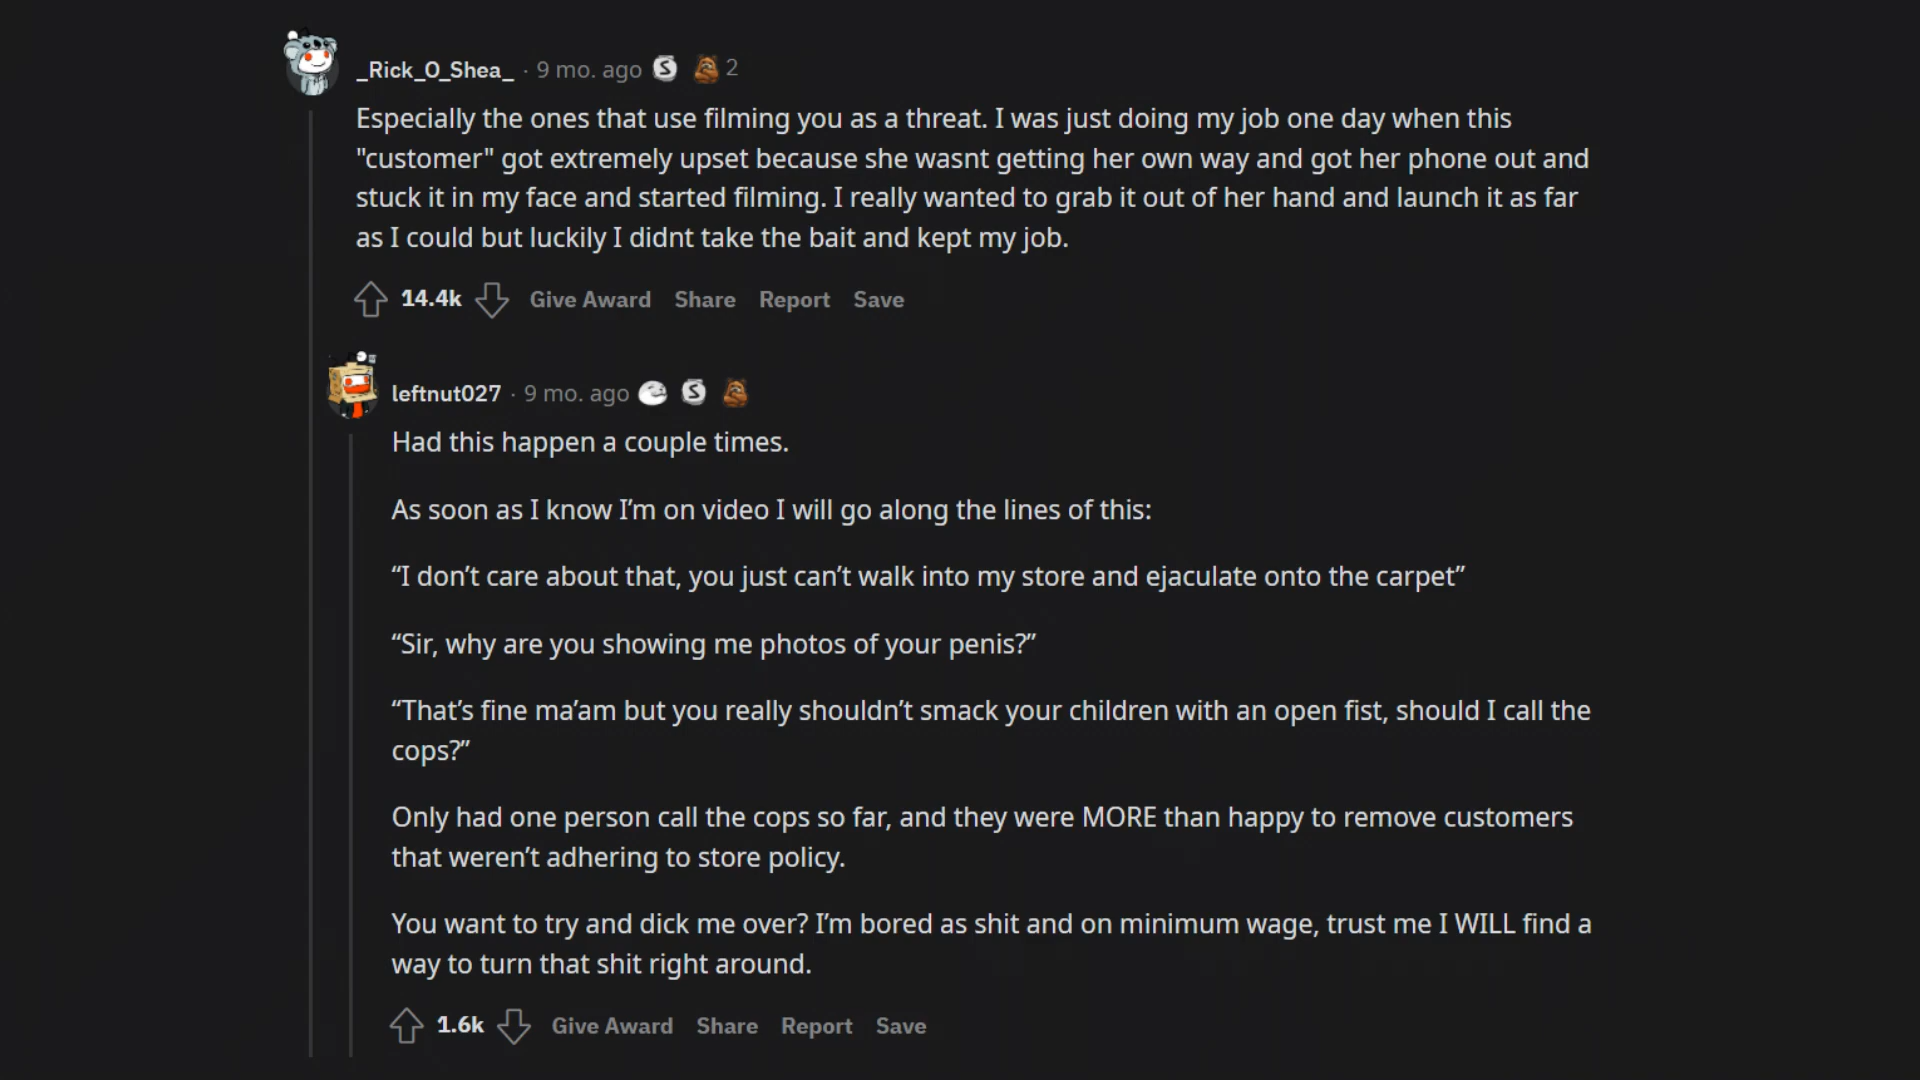 _Rick_O_Shea_ · 9 mo. ago S 2
Especially the ones that use filming you as a threat. I was just doing my job one day when this
"customer" got extremely upset because she wasnt getting her own way and got her phone out and
stuck it in my face and started filming. I really wanted to grab it out of her hand and launch it as far
as I could but luckily I didnt take the bait and kept my job.
14.4k Give Award Share Report Save
leftnut027 · 9 mo. ago S
Had this happen a couple times.
As soon as I know I’m on video I will go along the lines of this:
“I don’t care about that, you just can’t walk into my store and ejaculate onto the carpet”
“Sir, why are you showing me photos of your penis?”
“That’s fine ma’am but you really shouldn’t smack your children with an open fist, should I call the
cops?”
Only had one person call the cops so far, and they were MORE than happy to remove customers
that weren’t adhering to store policy.
You want to try and dick me over? I’m bored as shit and on minimum wage, trust me I WILL find a
way to turn that shit right around.
1.6k Give Award Share Report Save